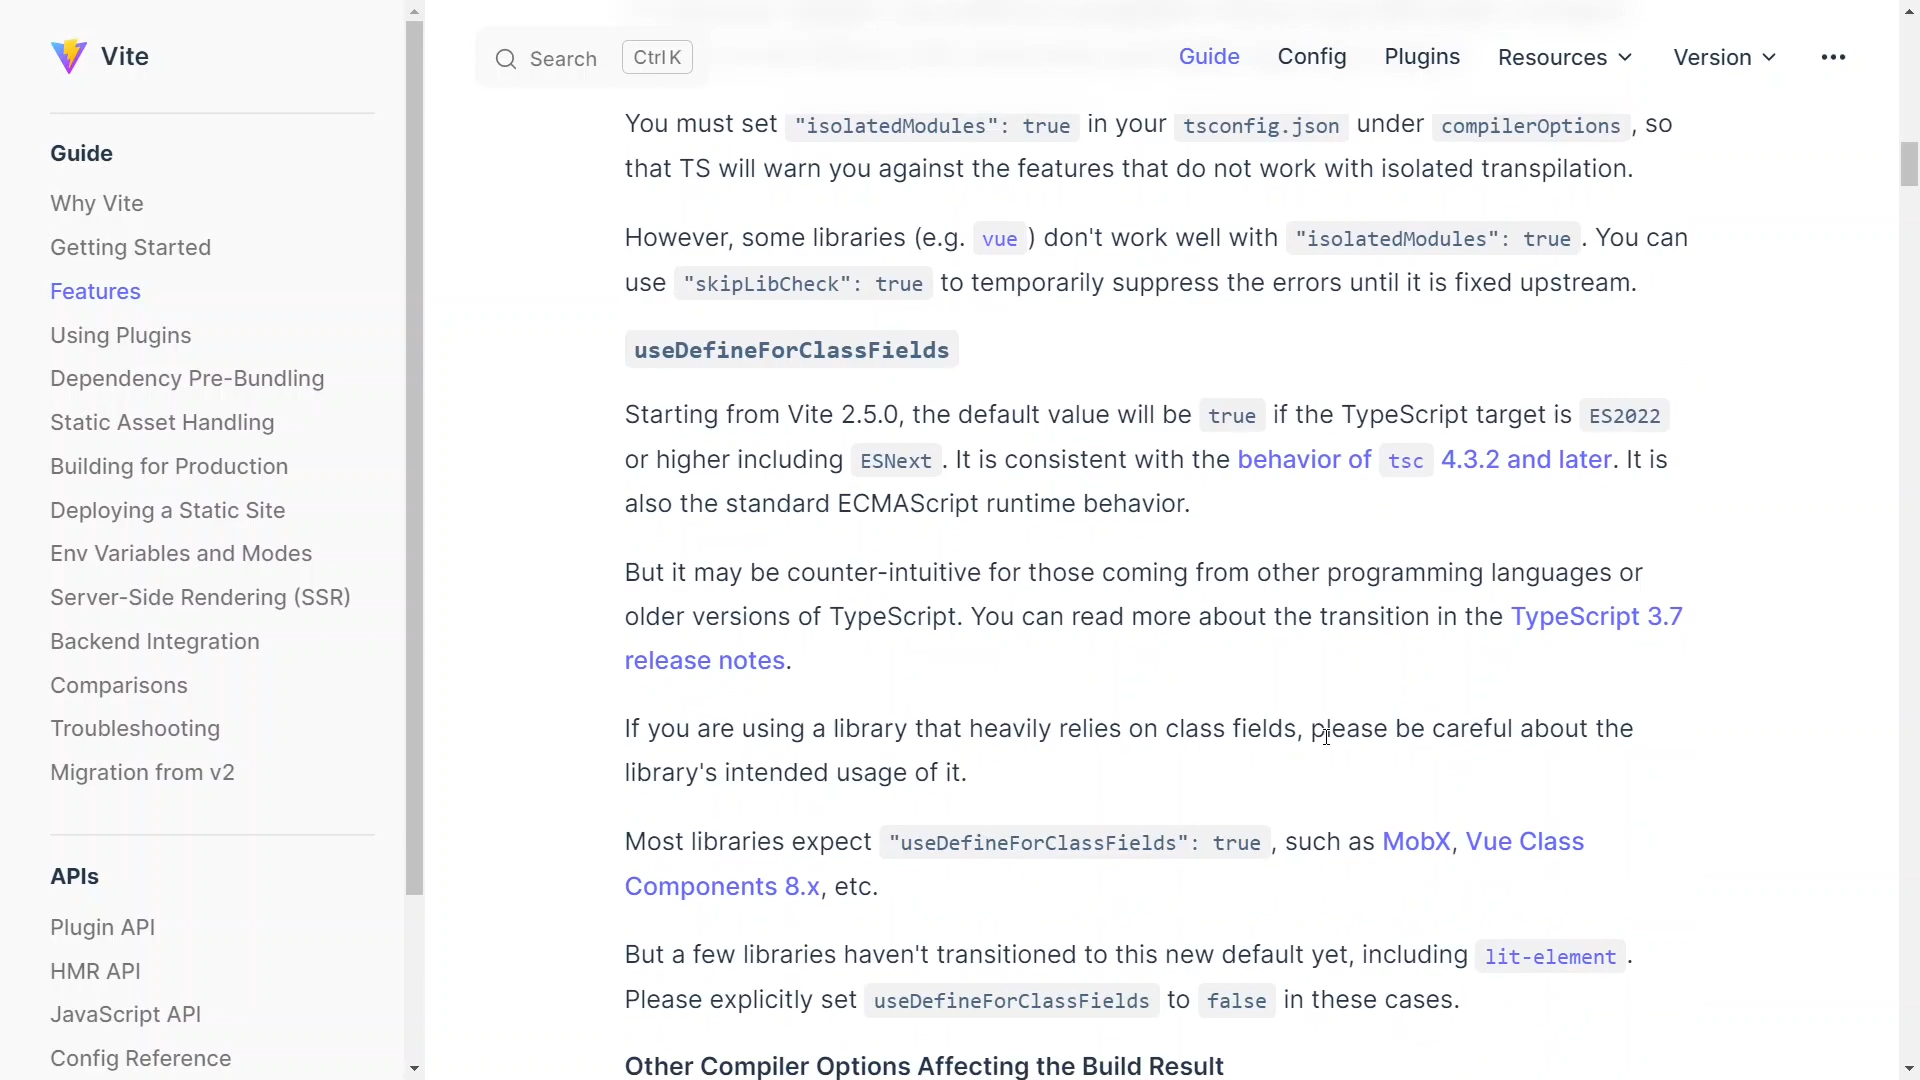 Vite
Guide
Why Vite
Getting Started
Features
Using Plugins
Dependency Pre-Bundling
Static Asset Handling
Building for Production
Deploying a Static Site
Env Variables and Modes
Server-Side Rendering (SSR)
Backend Integration
Comparisons
Troubleshooting
Migration from v2
APIs
Plugin API
HMR API
JavaScript API
Config Reference
Search Ctrl K
Guide Config Plugins Resources Version •••
You must set "isolatedModules": true in your tsconfig.json under compilerOptions, so
that TS will warn you against the features that do not work with isolated transpilation.
However, some libraries (e.g. vue) don't work well with "isolatedModules": true. You can
use "skipLibCheck": true to temporarily suppress the errors until it is fixed upstream.
useDefineForClassFields
Starting from Vite 2.5.0, the default value will be true if the TypeScript target is ES2022
or higher including ESNext. It is consistent with the behavior of tsc 4.3.2 and later. It is
also the standard ECMAScript runtime behavior.
But it may be counter-intuitive for those coming from other programming languages or
older versions of TypeScript. You can read more about the transition in the TypeScript 3.7
release notes.
If you are using a library that heavily relies on class fields, please be careful about the
library's intended usage of it.
Most libraries expect "useDefineForClassFields": true, such as MobX, Vue Class
Components 8.x, etc.
But a few libraries haven't transitioned to this new default yet, including lit-element.
Please explicitly set useDefineForClassFields to false in these cases.
Other Compiler Options Affecting the Build Result